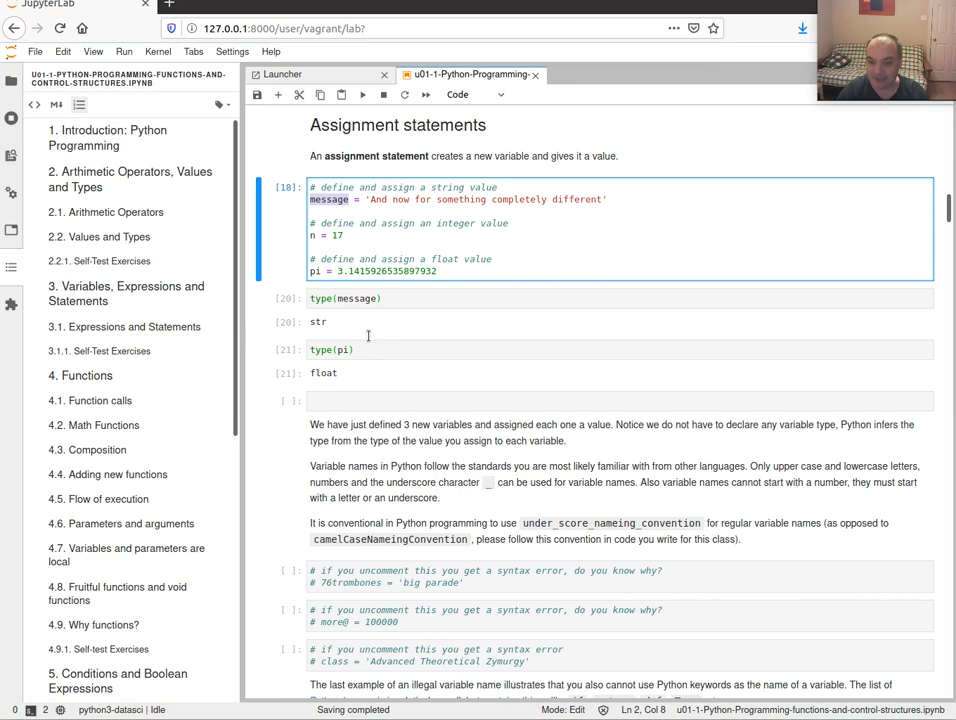 JupyterLab
127.0.0.1:8000/user/vagrant/lab?
File Edit View Run Kernel Tabs Settings Help
U01-1-PYTHON-PROGRAMMING-FUNCTIONS-AND-
CONTROL-STRUCTURES.IPYNB
1. Introduction: Python
Programming
2. Arthimetic Operators, Values
and Types
2.1. Arithmetic Operators
2.2. Values and Types
2.2.1. Self-Test Exercises
3. Variables, Expressions and
Statements
3.1. Expressions and Statements
3.1.1. Self-Test Exercises
4. Functions
4.1. Function calls
4.2. Math Functions
4.3. Composition
4.4. Adding new functions
4.5. Flow of execution
4.6. Parameters and arguments
4.7. Variables and parameters are
local
4.8. Fruitful functions and void
functions
4.9. Why functions?
4.9.1. Self-test Exercises
5. Conditions and Boolean
Expressions
Launcher
u01-1-Python-Programming-
Code
Assignment statements
An assignment statement creates a new variable and gives it a value.
[18]: # define and assign a string value
message = 'And now for something completely different'
# define and assign an integer value
n = 17
# define and assign a float value
pi = 3.1415926535897932
[20]: type(message)
[20]: str
[21]: type(pi)
[21]: float
[ ]:
We have just defined 3 new variables and assigned each one a value. Notice we do not have to declare any variable type, Python infers the
type from the type of the value you assign to each variable.
Variable names in Python follow the standards you are most likely familiar with from other languages. Only upper case and lowercase letters,
numbers and the underscore character _ can be used for variable names. Also variable names cannot start with a number, they must start
with a letter or an underscore.
It is conventional in Python programming to use under_score_nameing_convention for regular variable names (as opposed to
camelCaseNameingConvention , please follow this convention in code you write for this class).
[ ]: # if you uncomment this you get a syntax error, do you know why?
# 76trombones = 'big parade'
[ ]: # if you uncomment this you get a syntax error, do you know why?
# more@ = 100000
[ ]: # if you uncomment this you get a syntax error
# class = 'Advanced Theoretical Zymurgy'
The last example of an illegal variable name illustrates that you also cannot use Python keywords as the name of a variable. The list of
0 2 python3-datasci | Idle Saving completed Mode: Edit Ln 2, Col 8 u01-1-Python-Programming-Functions-and-control-structures.ipynb